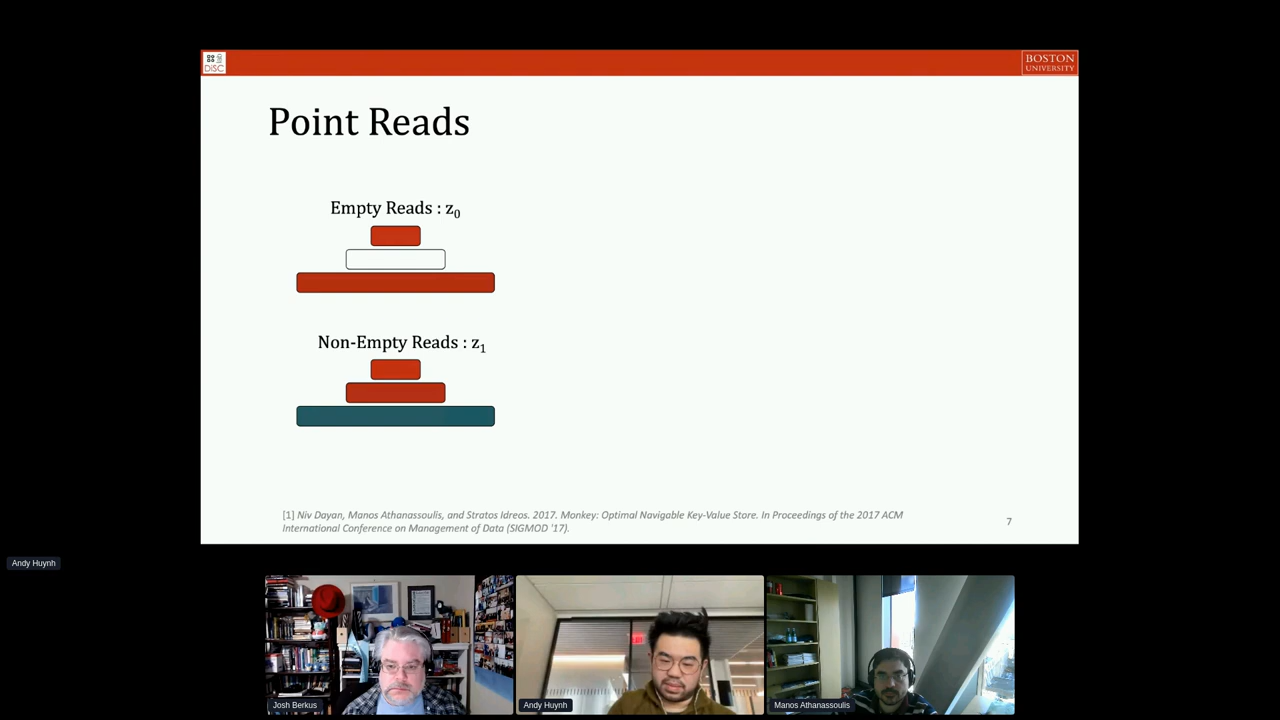 DiSC
BOSTON
UNIVERSITY
Point Reads
Empty Reads : z0
Non-Empty Reads : z1
[1] Niv Dayan, Manos Athanassoulis, and Stratos Idreos. 2017. Monkey: Optimal Navigable Key-Value Store. In Proceedings of the 2017 ACM
International Conference on Management of Data (SIGMOD '17).
7
Andy Huynh
Josh Berkus
Andy Huynh
Manos Athanassoulis